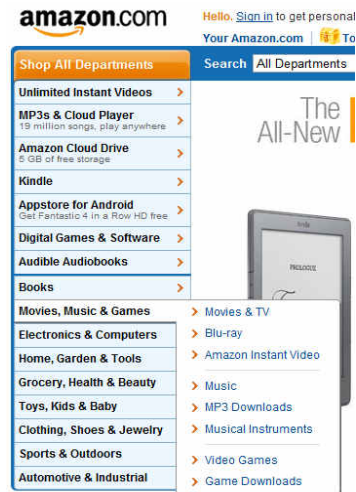 amazon.com
Hello. Sign in to get personal
Your Amazon.com
To
Shop All Departments
Search All Departments
Unlimited Instant Videos
MP3s & Cloud Player
19 million songs, play anywhere
Amazon Cloud Drive
5 GB of free storage
Kindle
Appstore for Android
Get Fantastic 4 in a Row HD free
Digital Games & Software
Audible Audiobooks
Books
Movies, Music & Games
Electronics & Computers
Home, Garden & Tools
Grocery, Health & Beauty
Toys, Kids & Baby
Clothing, Shoes & Jewelry
Sports & Outdoors
Automotive & Industrial
Movies & TV
Blu-ray
Amazon Instant Video
Music
MP3 Downloads
Musical Instruments
Video Games
Game Downloads
The
All-New
kindle
PROLOGUE